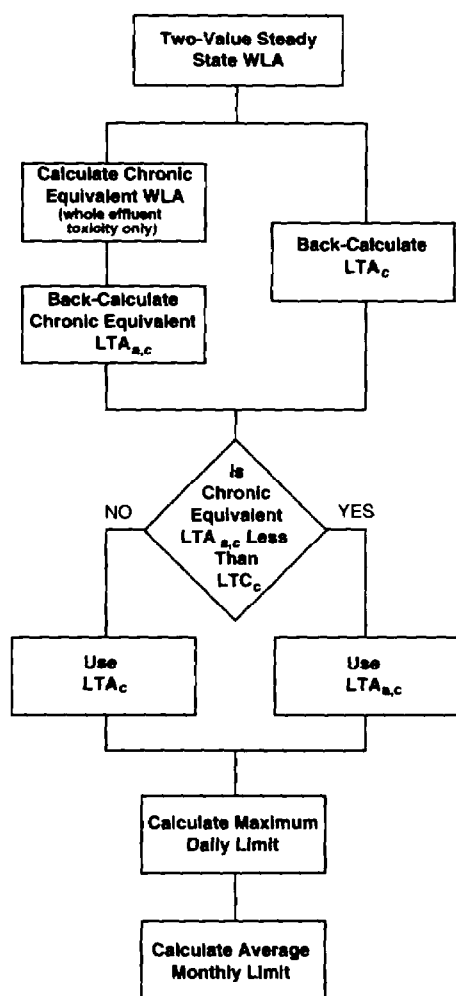 Two-Value Steady
State WLA
Calculate Chronic
Equivalent WLA
(whole effluent
toxicity only)
Back-Calculate
Chronic Equivalent
LTAa,c
Back-Calculate
LTAc
Is
Chronic
Equivalent
LTA a,c Less
Than
LTCc
NO
YES
Use
LTAc
Use
LTAa,c
Calculate Maximum
Daily Limit
Calculate Average
Monthly Limit